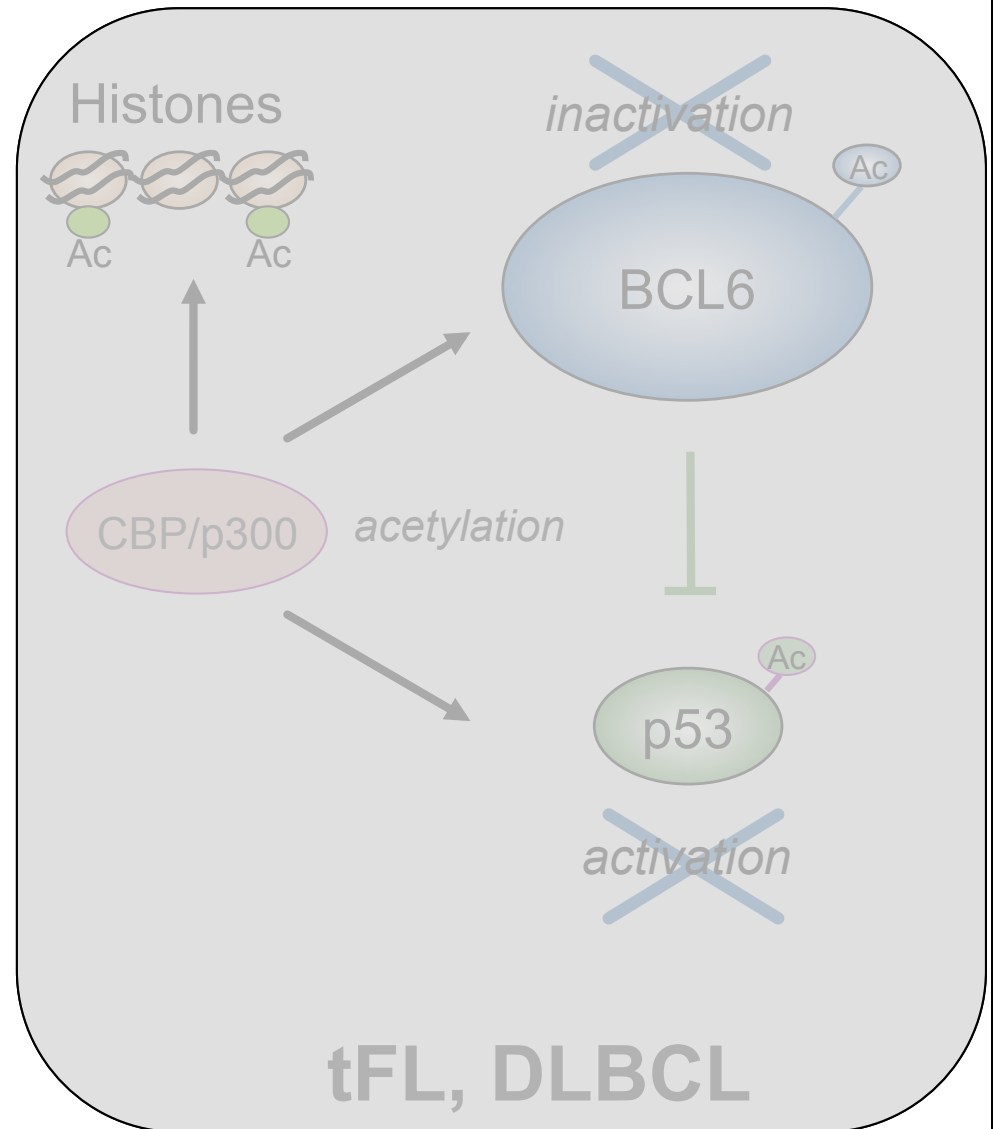 Histones
Ac
Ac
inactivation
Ac
BCL6
CBP/p300
acetylation
Ac
p53
activation
tFL, DLBCL